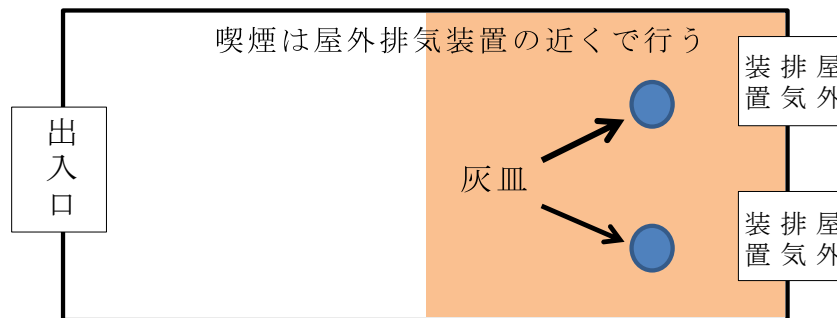 喫煙は屋外排気装置の近くで行う
出入口
灰皿
屋外
排気
装置
屋外
排気
装置